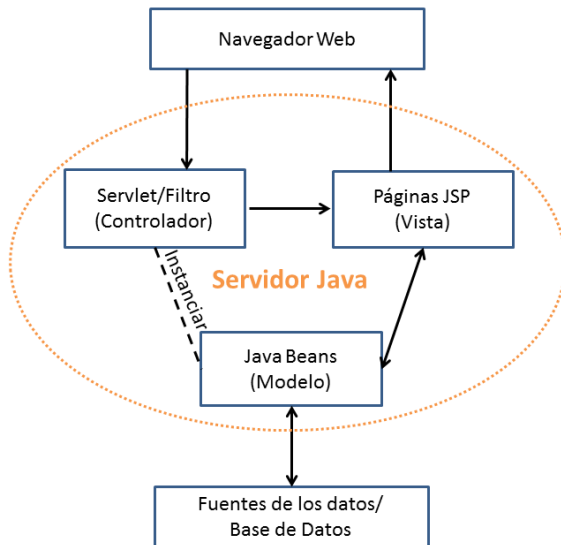 Navegador Web
Servlet/Filtro
(Controlador)
Páginas JSP
(Vista)
Instanciar
Servidor Java
Java Beans
(Modelo)
Fuentes de los datos/
Base de Datos